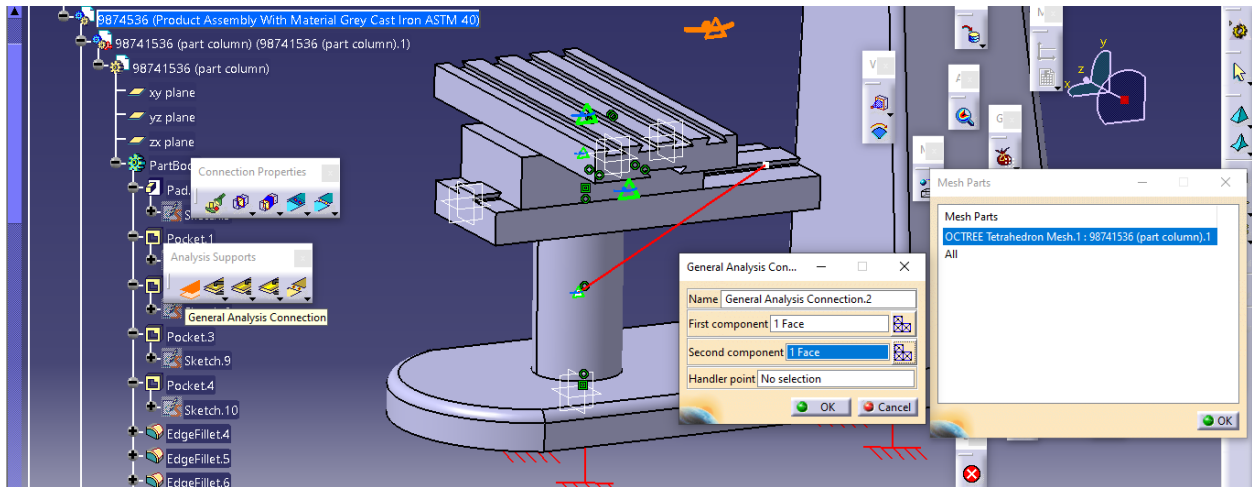 9874536 (Product Assembly With Material Grey Cast Iron ASTM 40)
98741536 (part column) (98741536 (part column).1)
98741536 (part column)
xy plane
yz plane
zx plane
PartBod
Pad.
Pocket.1
Pocket.3
Sketch.9
Pocket.4
Sketch.10
EdgeFillet.4
EdgeFillet.5
EdgeFillet.6
Connection Properties
x
Analysis Supports
x
General Analysis Connection
V
A
G
M
M
y
z
x
General Analysis Con...
Name General Analysis Connection.2
First component 1 Face
Second component 1 Face
Handler point No selection
OK Cancel
Mesh Parts
Mesh Parts
OCTREE Tetrahedron Mesh.1 : 98741536 (part column).1
All
OK